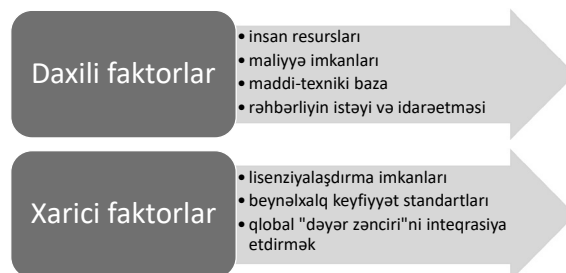 Daxili faktorlar
• insan resursları
• maliyyə imkanları
• maddi-texniki baza
• rəhbərliyin istəyi və idarəetməsi
Xarici faktorlar
• lisenziyalaşdırma imkanları
• beynəlxalq keyfiyyət standartları
• qlobal "dəyər zənciri"ni inteqrasiya
etdirmək